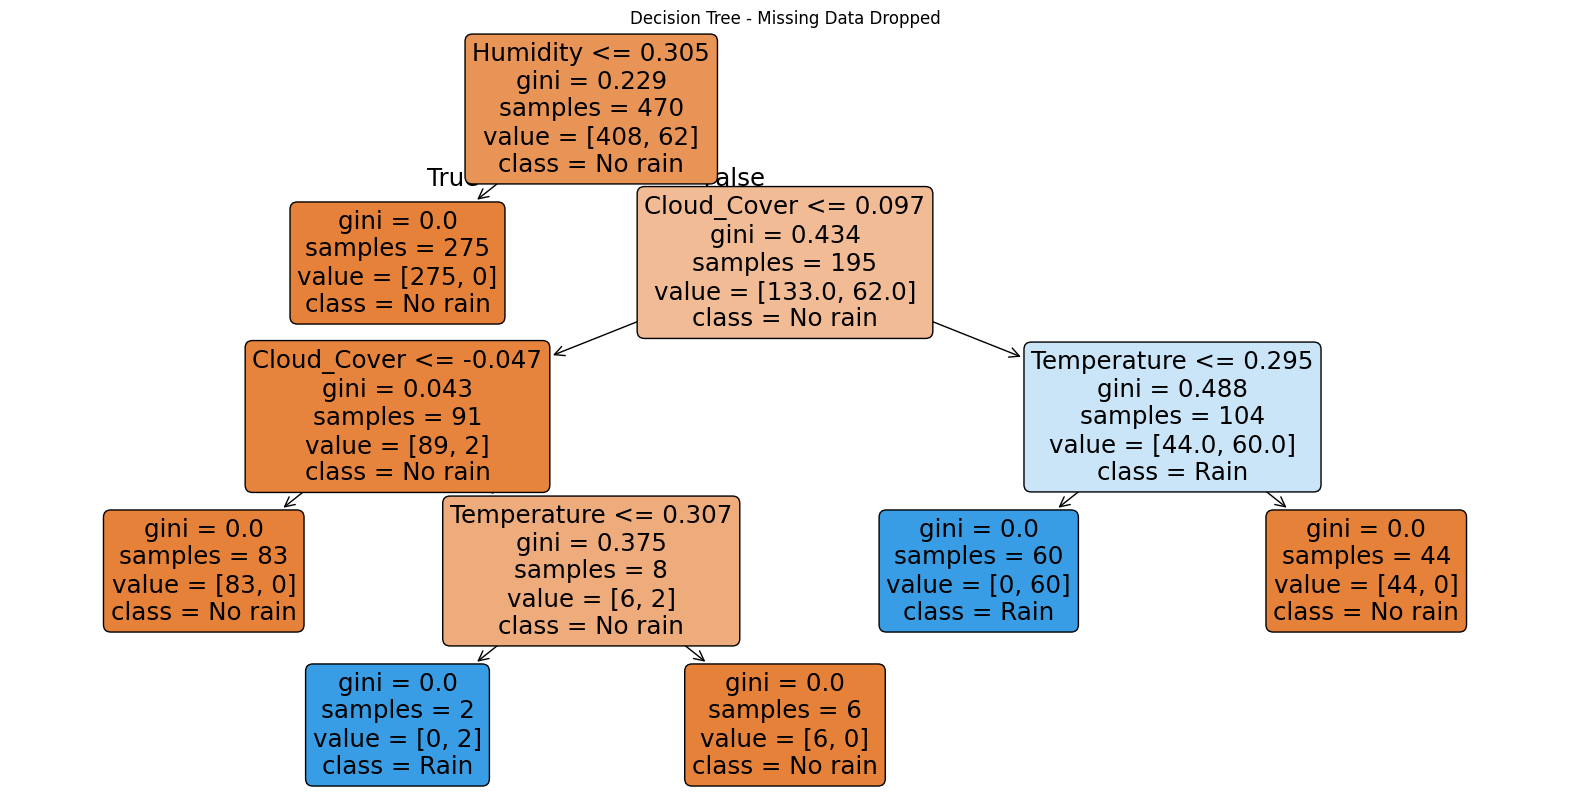 Decision Tree - Missing Data Dropped
Humidity <= 0.305
gini = 0.229
samples = 470
value = [408, 62]
class = No rain
True
False
gini = 0.0
samples = 275
value = [275, 0]
class = No rain
Cloud_Cover <= 0.097
gini = 0.434
samples = 195
value = [133.0, 62.0]
class = No rain
Cloud_Cover <= -0.047
gini = 0.043
samples = 91
value = [89, 2]
class = No rain
Temperature <= 0.295
gini = 0.488
samples = 104
value = [44.0, 60.0]
class = Rain
gini = 0.0
samples = 83
value = [83, 0]
class = No rain
Temperature <= 0.307
gini = 0.375
samples = 8
value = [6, 2]
class = No rain
gini = 0.0
samples = 60
value = [0, 60]
class = Rain
gini = 0.0
samples = 44
value = [44, 0]
class = No rain
gini = 0.0
samples = 2
value = [0, 2]
class = Rain
gini = 0.0
samples = 6
value = [6, 0]
class = No rain